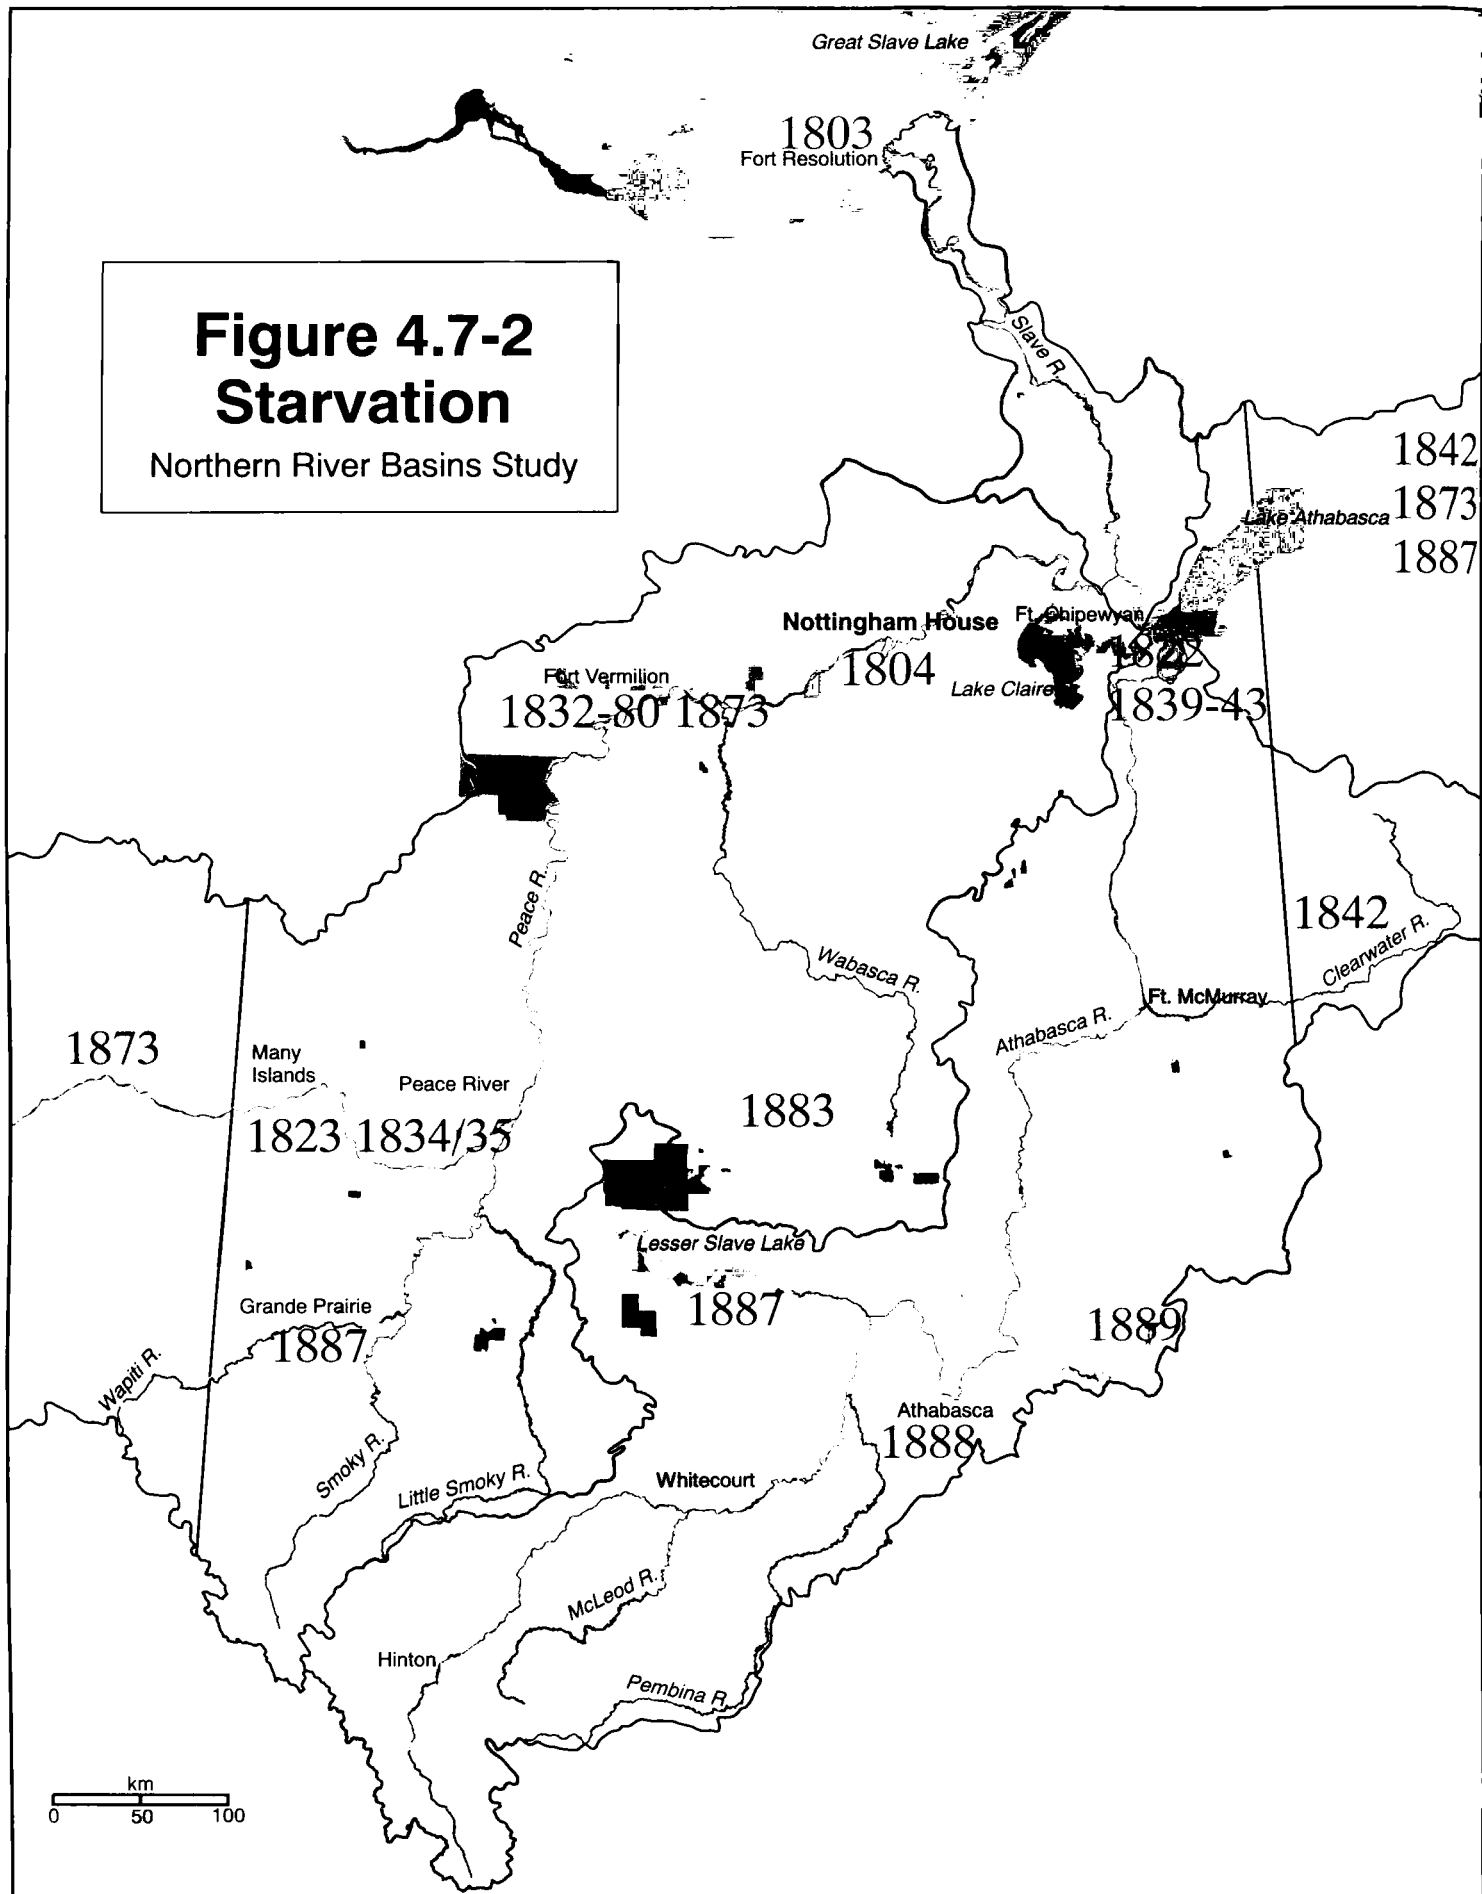 Great Slave Lake
1803
Fort Resolution
Figure 4.7-2
Starvation
Northern River Basins Study
Slave R.
1842
1873
1887
Lake Athabasca
Nottingham House
Ft. Chipewyan
1804
1822
Lake Claire
1839-43
Fort Vermilion
1832-80 1873
Peace R.
Wabasca R.
1842
Clearwater R.
Ft. McMurray
Athabasca R.
1873
Many
Islands
Peace River
1823 1834/35
1883
Lesser Slave Lake
1887
Grande Prairie
1887
1889
Wapiti R.
Athabasca
1888
Smoky R.
Little Smoky R.
Whitecourt
McLeod R.
Hinton
Pembina R.
km
0 50 100